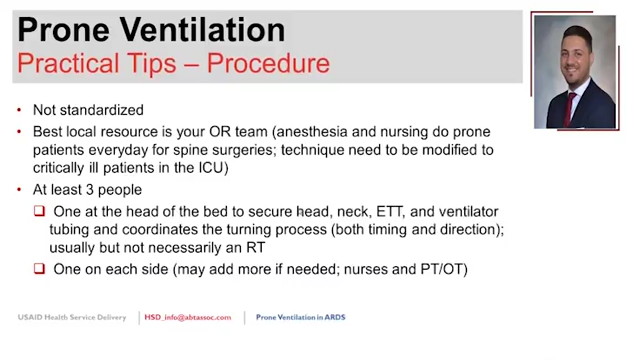 Prone Ventilation
Practical Tips – Procedure
• Not standardized
• Best local resource is your OR team (anesthesia and nursing do prone
patients everyday for spine surgeries; technique need to be modified to
critically ill patients in the ICU)
• At least 3 people
❑ One at the head of the bed to secure head, neck, ETT, and ventilator
tubing and coordinates the turning process (both timing and direction);
usually but not necessarily an RT
❑ One on each side (may add more if needed; nurses and PT/OT)
USAID Health Service Delivery | HSD_info@abtassoc.com | Prone Ventilation in ARDS